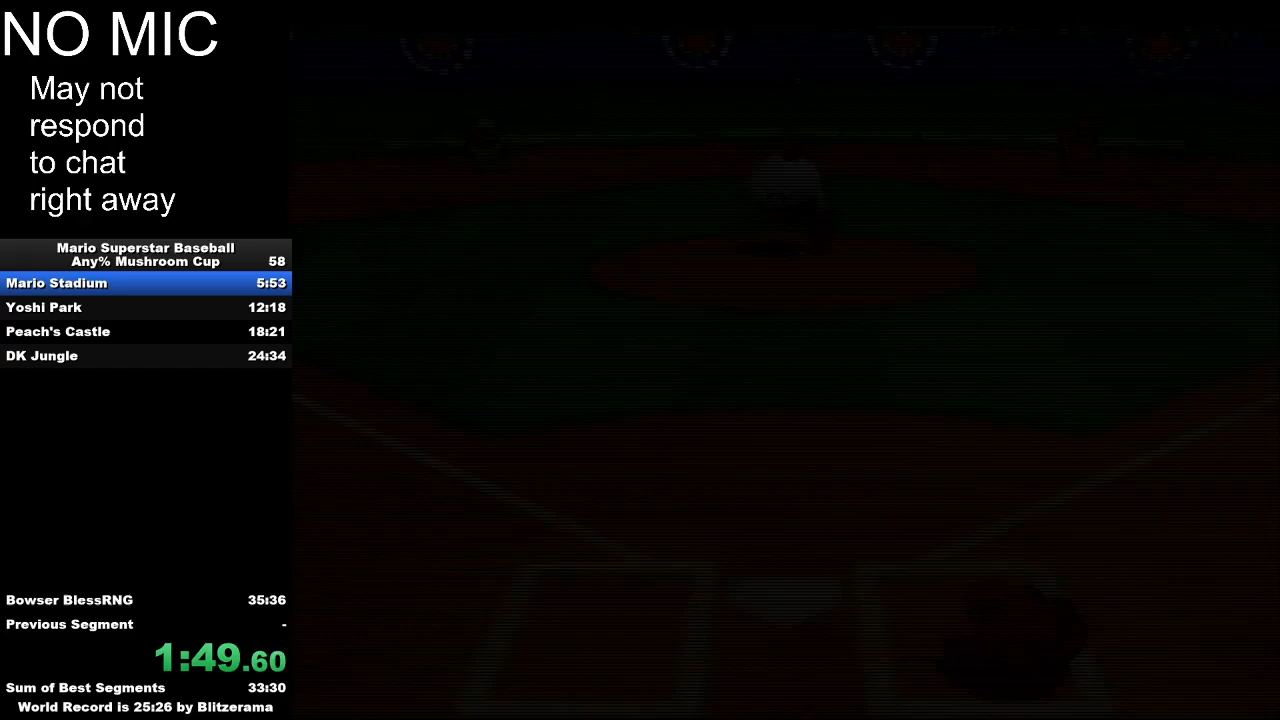 NO MIC
May not
respond
to chat
right away
Mario Superstar Baseball
Any% Mushroom Cup 58
Mario Stadium 5:53
Yoshi Park 12:18
Peach's Castle 18:21
DK Jungle 24:34
Bowser BlessRNG 35:36
Previous Segment -
1:49.60
Sum of Best Segments 33:30
World Record is 25:26 by Blitzerama